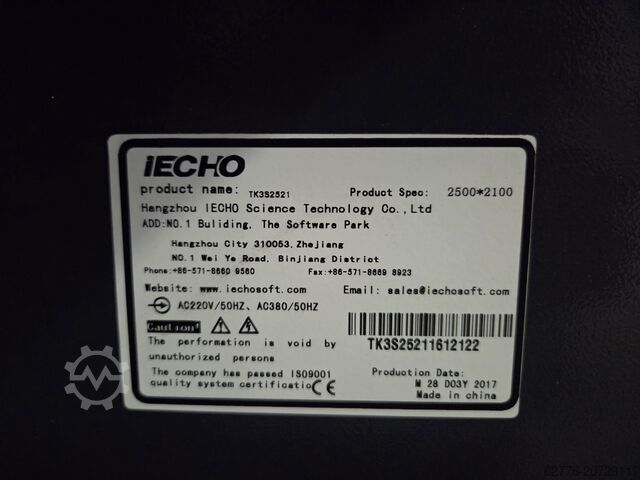 IECHO
product name: TK3S2521 Product Spec: 2500*2100
Hangzhou IECHO Science Technology Co.,Ltd
ADD:NO.1 Buliding, The Software Park
Hangzhou City 310053, Zhejiang
NO.1 Wei Ye Road, Binjiang District
Phone:+86-571-8660 9560 Fax:+86-571-8669 8923
Website: www.iechosoft.com Email: sales@iechosoft.com
AC220V/50HZ、AC380/50HZ
Caution!
The performation is void by
unauthorized persons
TK3S25211612122
The company has passed ISO9001
quality system certificatio CE
Production Date:
M 28 D03Y 2017
Made in china